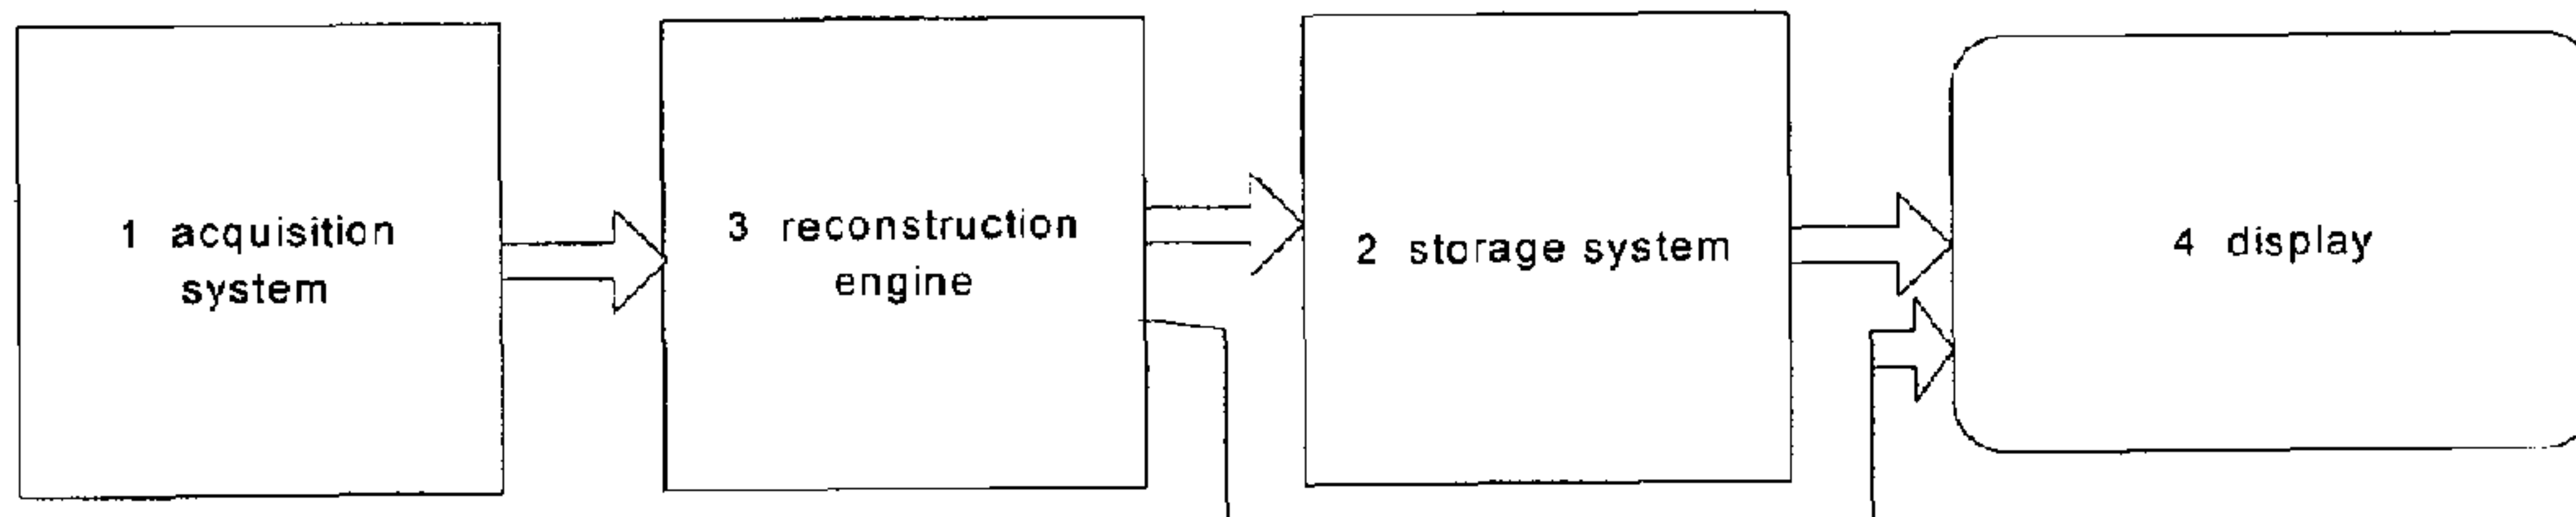 1 acquisition
system
3 reconstruction
engine
2 storage system
4 display